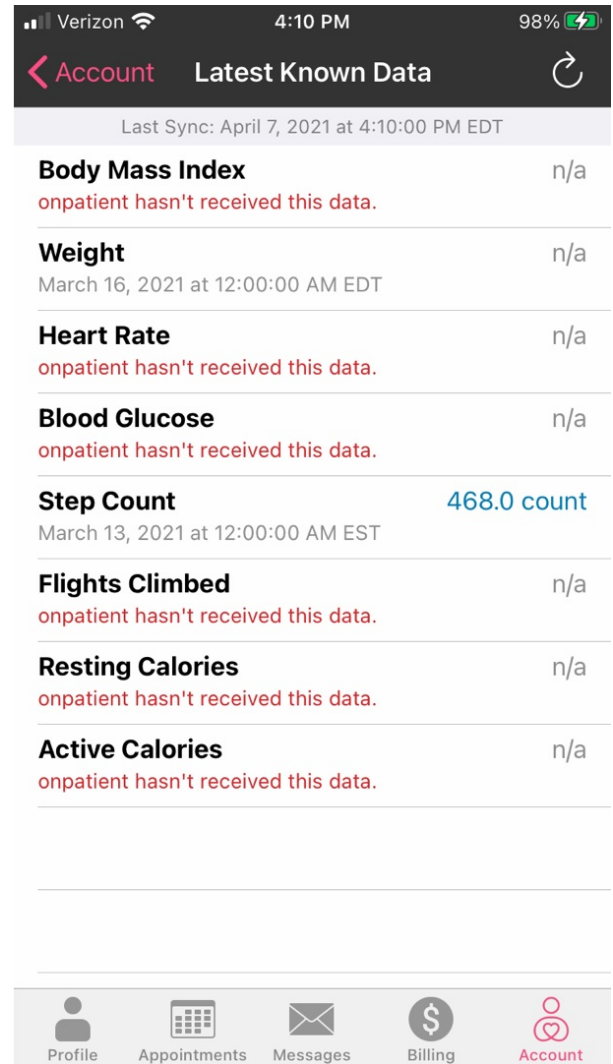 Verizon 4:10 PM 98%
Account Latest Known Data
Last Sync: April 7, 2021 at 4:10:00 PM EDT
Body Mass Index n/a
onpatient hasn't received this data.
Weight n/a
March 16, 2021 at 12:00:00 AM EDT
Heart Rate n/a
onpatient hasn't received this data.
Blood Glucose n/a
onpatient hasn't received this data.
Step Count 468.0 count
March 13, 2021 at 12:00:00 AM EST
Flights Climbed n/a
onpatient hasn't received this data.
Resting Calories n/a
onpatient hasn't received this data.
Active Calories n/a
onpatient hasn't received this data.
Profile Appointments Messages Billing Account